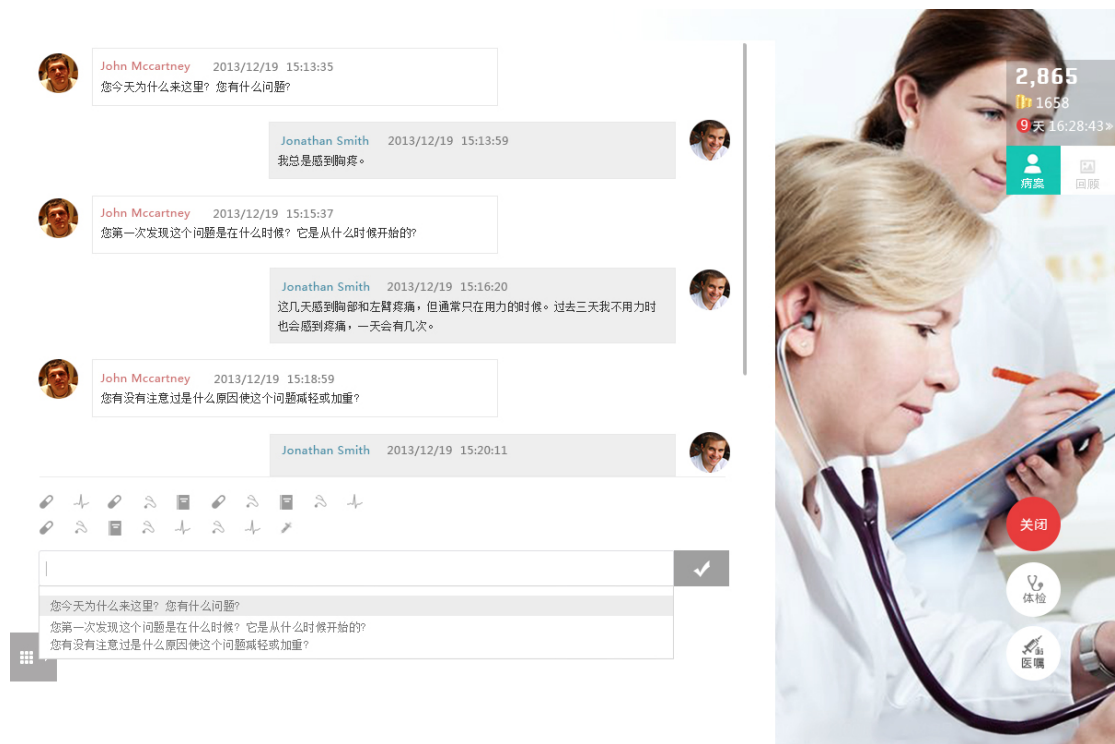 John Mccartney 2013/12/19 15:13:35
您今天为什么来这里？您有什么问题?
Jonathan Smith 2013/12/19 15:13:59
我总是感到胸疼。
John Mccartney 2013/12/19 15:15:37
您第一次发现这个问题是在什么时候？它是从什么时候开始的?
Jonathan Smith 2013/12/19 15:16:20
这几天感到胸部和左臂疼痛，但通常只在用力的时候。过去三天我不用力时
也会感到疼痛，一天会有几次。
John Mccartney 2013/12/19 15:18:59
您有没有注意过是什么原因使这个问题减轻或加重?
Jonathan Smith 2013/12/19 15:20:11
您今天为什么来这里？您有什么问题?
您第一次发现这个问题是在什么时候？它是从什么时候开始的?
您有没有注意过是什么原因使这个问题减轻或加重?
2,865
1658
9天 16:28:43»
病案
回顾
关闭
体检
医嘱